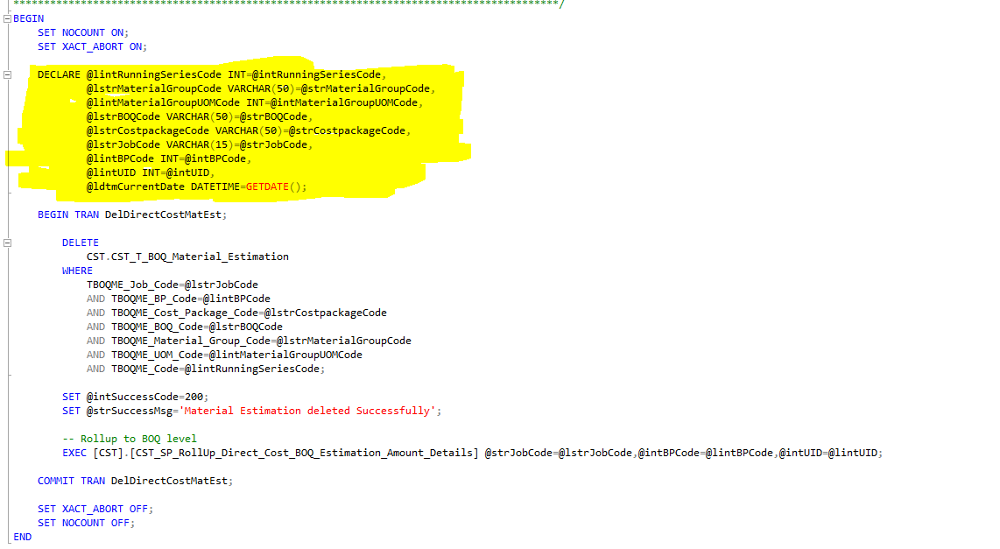 *****************************************************************************************/
BEGIN
SET NOCOUNT ON;
SET XACT_ABORT ON;
DECLARE @lintRunningSeriesCode INT=@intRunningSeriesCode,
@lstrMaterialGroupCode VARCHAR(50)=@strMaterialGroupCode,
@lintMaterialGroupUOMCode INT=@intMaterialGroupUOMCode,
@lstrBOQCode VARCHAR(50)=@strBOQCode,
@lstrCostpackageCode VARCHAR(50)=@strCostpackageCode,
@lstrJobCode VARCHAR(15)=@strJobCode,
@lintBPCode INT=@intBPCode,
@lintUID INT=@intUID,
@ldtmCurrentDate DATETIME=GETDATE();
BEGIN TRAN DelDirectCostMatEst;
DELETE
CST.CST_T_BOQ_Material_Estimation
WHERE
TBOQME_Job_Code=@lstrJobCode
AND TBOQME_BP_Code=@lintBPCode
AND TBOQME_Cost_Package_Code=@lstrCostpackageCode
AND TBOQME_BOQ_Code=@lstrBOQCode
AND TBOQME_Material_Group_Code=@lstrMaterialGroupCode
AND TBOQME_UOM_Code=@lintMaterialGroupUOMCode
AND TBOQME_Code=@lintRunningSeriesCode;
SET @intSuccessCode=200;
SET @strSuccessMsg='Material Estimation deleted Successfully';
-- Rollup to BOQ level
EXEC [CST].[CST_SP_RollUp_Direct_Cost_BOQ_Estimation_Amount_Details] @strJobCode=@lstrJobCode,@intBPCode=@lintBPCode,@intUID=@lintUID;
COMMIT TRAN DelDirectCostMatEst;
SET XACT_ABORT OFF;
SET NOCOUNT OFF;
END